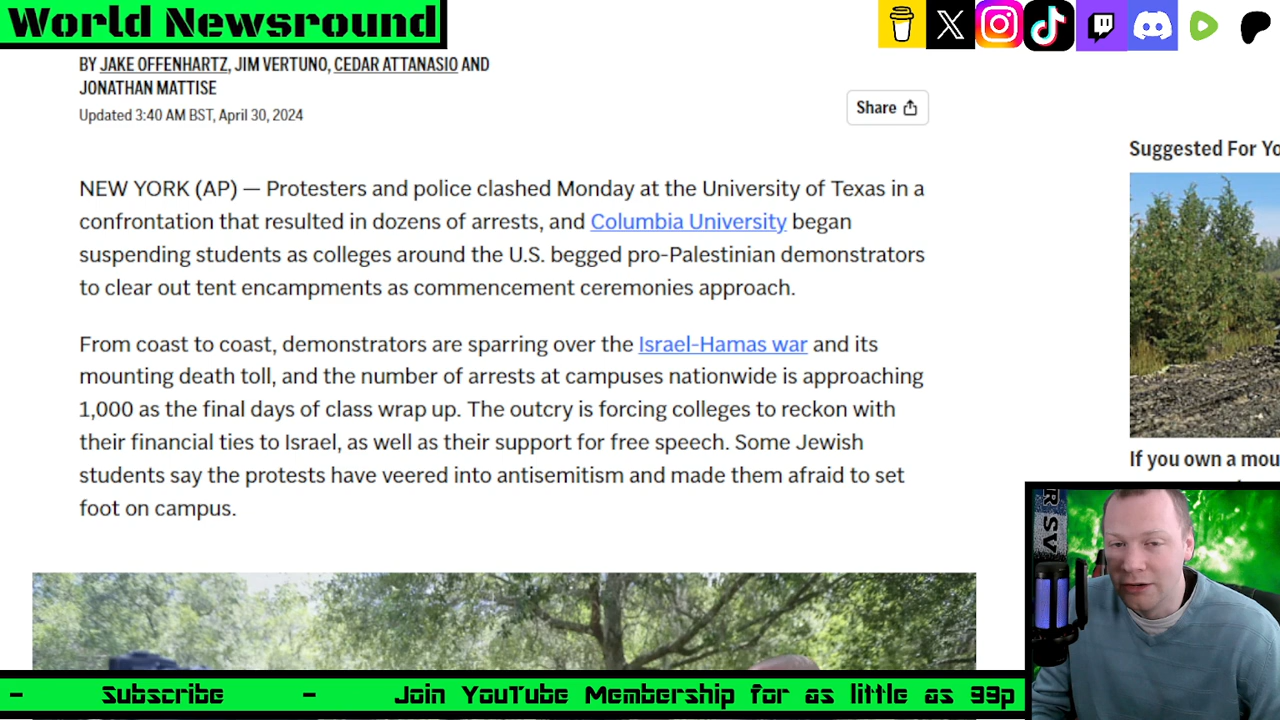 World Newsround
BY JAKE OFFENHARTZ, JIM VERTUNO, CEDAR ATTANASIO AND
JONATHAN MATTISE
Updated 3:40 AM BST, April 30, 2024
Share
Suggested For Yo
NEW YORK (AP) — Protesters and police clashed Monday at the University of Texas in a
confrontation that resulted in dozens of arrests, and Columbia University began
suspending students as colleges around the U.S. begged pro-Palestinian demonstrators
to clear out tent encampments as commencement ceremonies approach.
From coast to coast, demonstrators are sparring over the Israel-Hamas war and its
mounting death toll, and the number of arrests at campuses nationwide is approaching
1,000 as the final days of class wrap up. The outcry is forcing colleges to reckon with
their financial ties to Israel, as well as their support for free speech. Some Jewish
students say the protests have veered into antisemitism and made them afraid to set
foot on campus.
If you own a mou
- Subscribe - Join YouTube Membership for as little as 99p